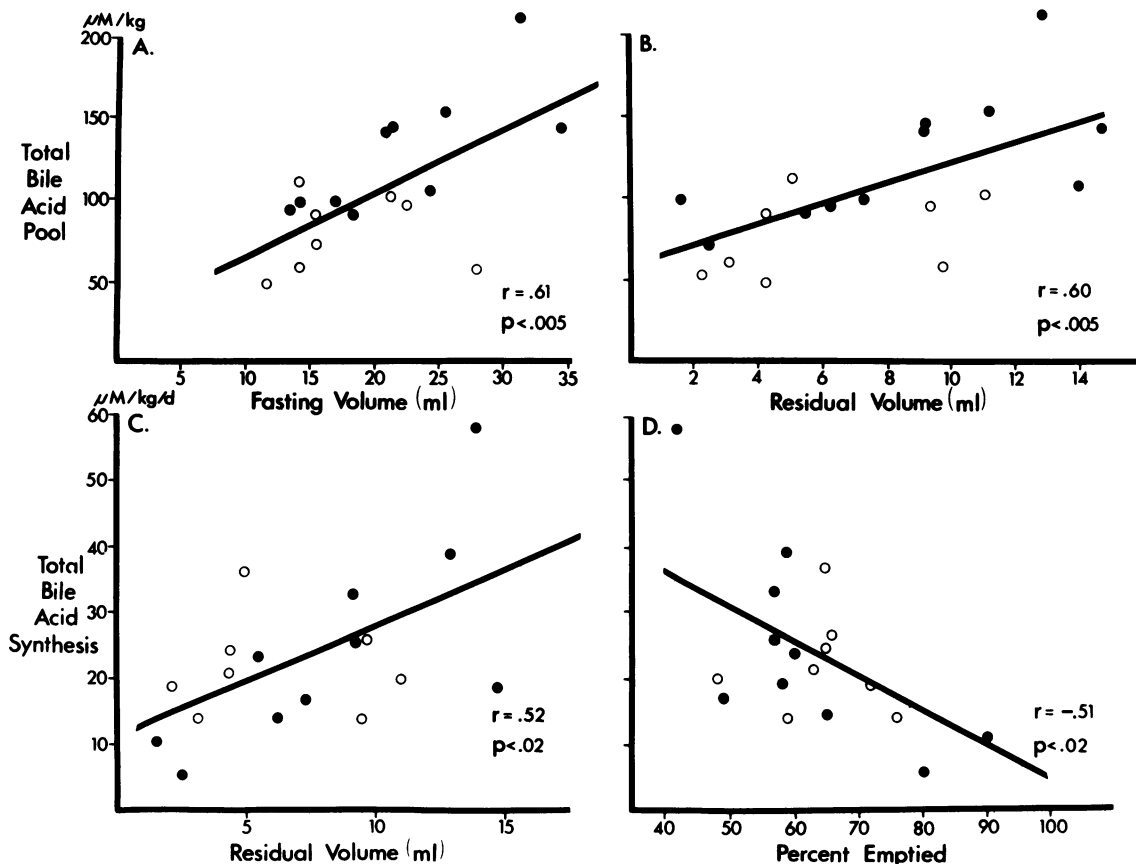 μM/kg
200
A.
150
100
50
Total
Bile
Acid
Pool
r = .61
p<.005
5 10 15 20 25 30 35
Fasting Volume (ml)
B.
r = .60
p<.005
2 4 6 8 10 12 14
Residual Volume (ml)
μM/kg/d
60
C.
50
40
30
20
10
Total
Bile
Acid
Synthesis
r = .52
p<.02
5 10 15
Residual Volume (ml)
D.
r = -.51
p<.02
40 50 60 70 80 90 100
Percent Emptied